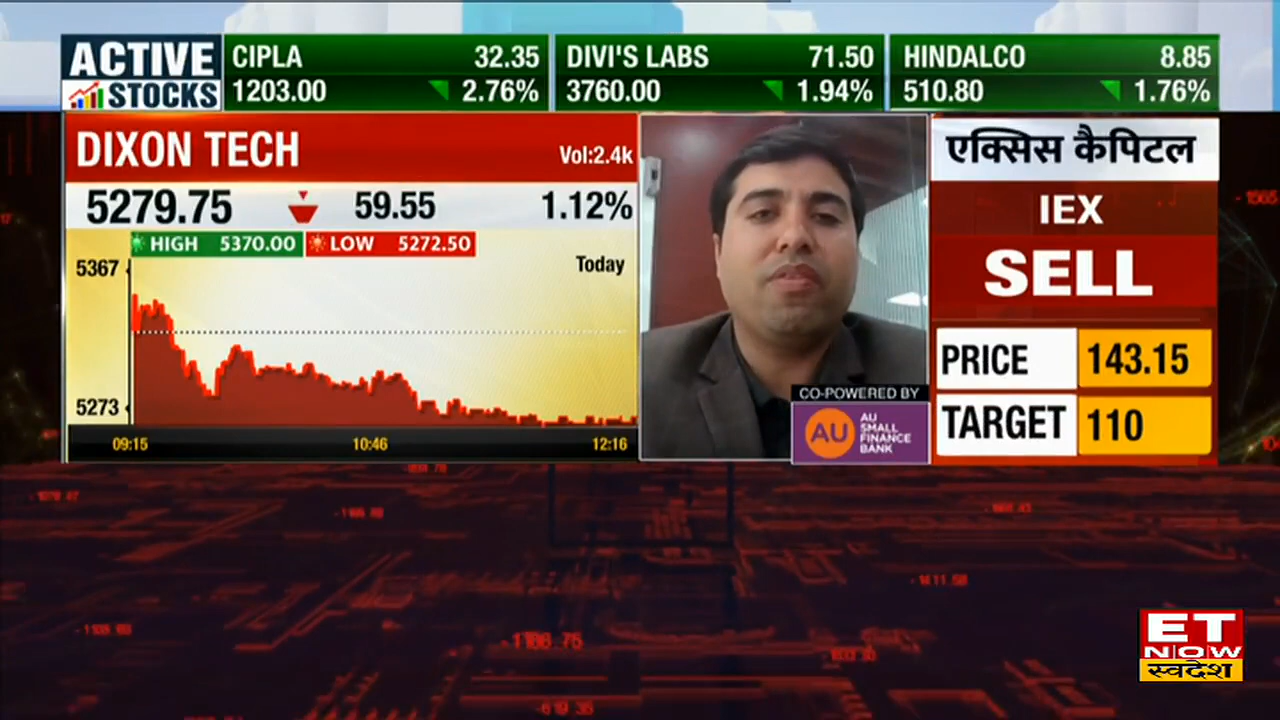 ACTIVE STOCKS
CIPLA 32.35
1203.00 2.76%
DIVI'S LABS 71.50
3760.00 1.94%
HINDALCO 8.85
510.80 1.76%
DIXON TECH Vol:2.4k
5279.75 59.55 1.12%
HIGH 5370.00 LOW 5272.50
Today
5367
5273
09:15 10:46 12:16
CO-POWERED BY
AU
AU
SMALL
FINANCE
BANK
एक्सिस कैपिटल
IEX
SELL
PRICE 143.15
TARGET 110
ET
NOW
स्वदेश